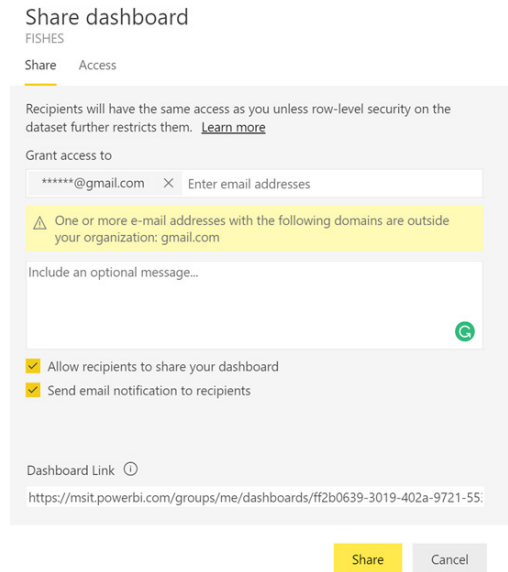 Share dashboard
FISHES
Share Access
Recipients will have the same access as you unless row-level security on the
dataset further restricts them. Learn more
Grant access to
******@gmail.com Enter email addresses
One or more e-mail addresses with the following domains are outside
your organization: gmail.com
Include an optional message...
Allow recipients to share your dashboard
Send email notification to recipients
Dashboard Link
https://msit.powerbi.com/groups/me/dashboards/ff2b0639-3019-402a-9721-55
Share Cancel